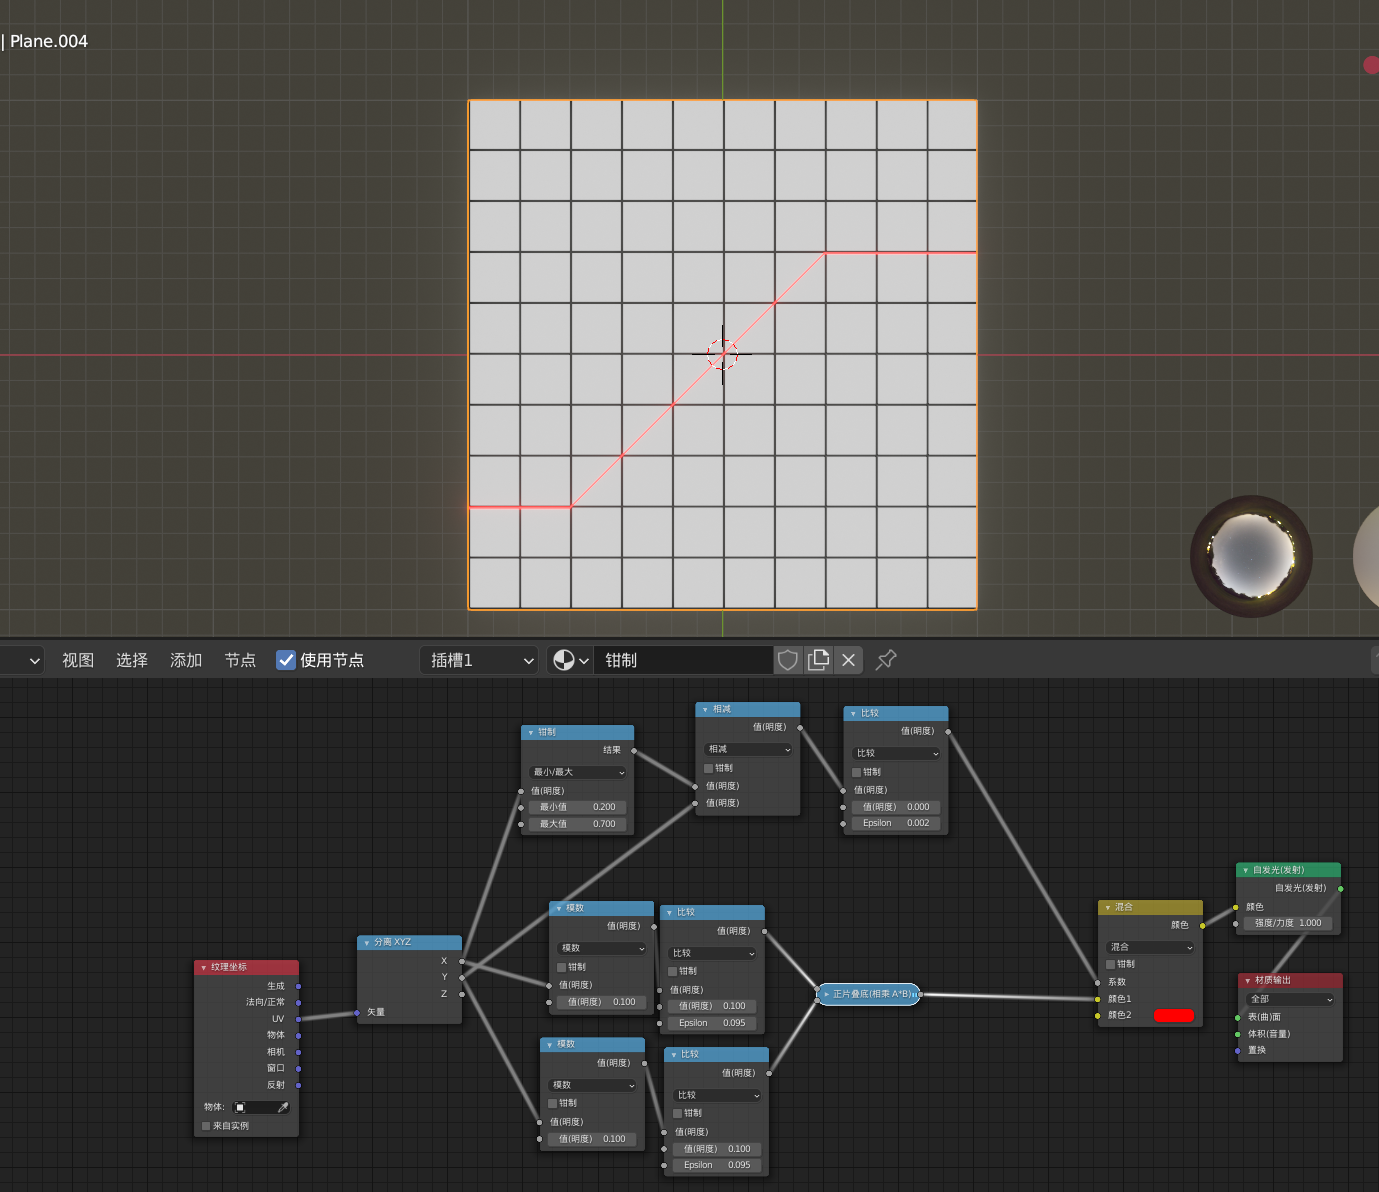 | Plane.004
视图 选择 添加 节点 使用节点 插槽1 钳制
钳制
结果
最小/最大
值(明度)
最小值 0.200
最大值 0.700
相减
值(明度)
相减
钳制
值(明度)
值(明度)
比较
值(明度)
比较
钳制
值(明度)
值(明度) 0.000
Epsilon 0.002
模数
值(明度)
模数
钳制
值(明度)
值(明度) 0.100
比较
值(明度)
比较
钳制
值(明度)
值(明度) 0.100
Epsilon 0.095
纹理坐标
生成
法向/正常
UV
物体
相机
窗口
反射
物体:
来自实例
分离 XYZ
X
Y
Z
矢量
模数
值(明度)
模数
钳制
值(明度)
值(明度) 0.100
比较
值(明度)
比较
钳制
值(明度)
值(明度) 0.100
Epsilon 0.095
正片叠底(相乘 A*B)
混合
颜色
混合
钳制
系数
颜色1
颜色2
自发光(发射)
自发光(发射)
颜色
强度/力度 1.000
材质输出
全部
表(曲)面
体积(音量)
置换